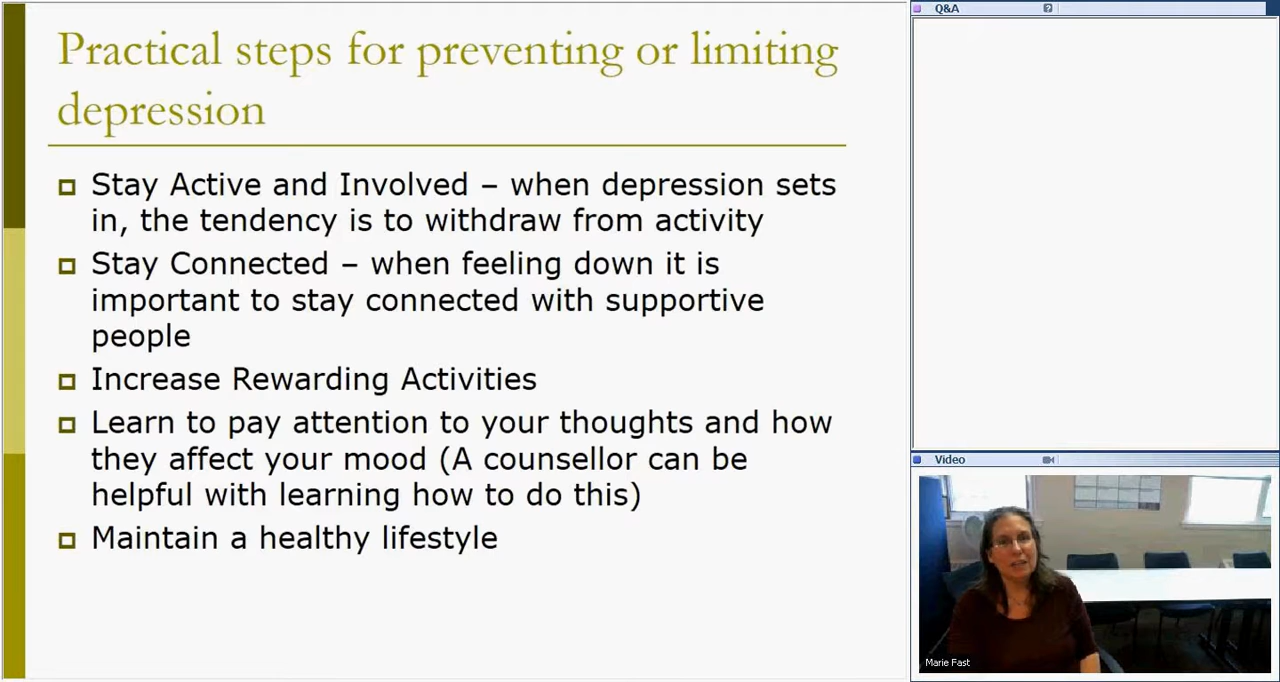 Practical steps for preventing or limiting
depression
Stay Active and Involved – when depression sets
in, the tendency is to withdraw from activity
Stay Connected – when feeling down it is
important to stay connected with supportive
people
Increase Rewarding Activities
Learn to pay attention to your thoughts and how
they affect your mood (A counsellor can be
helpful with learning how to do this)
Maintain a healthy lifestyle
Q&A
?
Video
Marie Fast